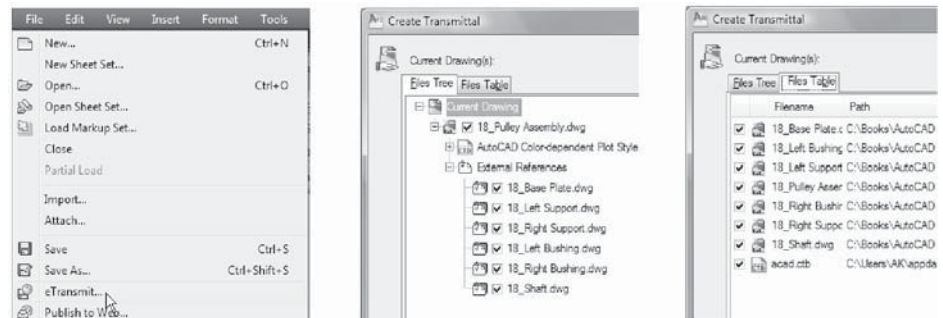 File Edit View Insert Format Tools
New... Ctrl+N
New Sheet Set...
Open... Ctrl+O
Open Sheet Set...
Load Markup Set...
Close
Partial Load
Import...
Attach...
Save Ctrl+S
Save As... Ctrl+Shift+S
eTransmit...
Publish to Web...
Create Transmittal
Current Drawing(s):
Files Tree Files Table
Current Drawing
18_Pulley Assembly.dwg
AutoCAD Color-dependent Plot Style
External References
18_Base Plate.dwg
18_Left Support.dwg
18_Right Support.dwg
18_Left Bushing.dwg
18_Right Bushing.dwg
18_Shaft.dwg
Create Transmittal
Current Drawing(s):
Files Tree Files Table
Filename Path
18_Base Plate.c C:\Books\AutoCAD
18_Left Bushing C:\Books\AutoCAD
18_Left Support C:\Books\AutoCAD
18_Pulley Asser C:\Books\AutoCAD
18_Right Bushir C:\Books\AutoCAD
18_Right Suppc C:\Books\AutoCAD
18_Shaft.dwg C:\Books\AutoCAD
acad.ctb C:\Users\AK\appda